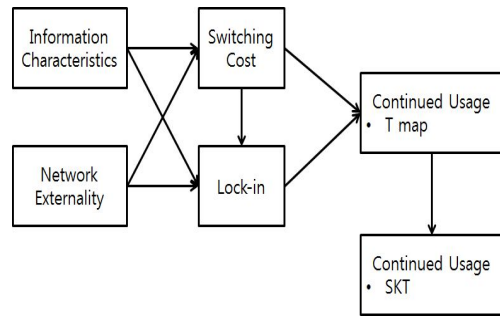 Information
Characteristics
Switching
Cost
Network
Externality
Lock-in
Continued Usage
• T map
Continued Usage
• SKT